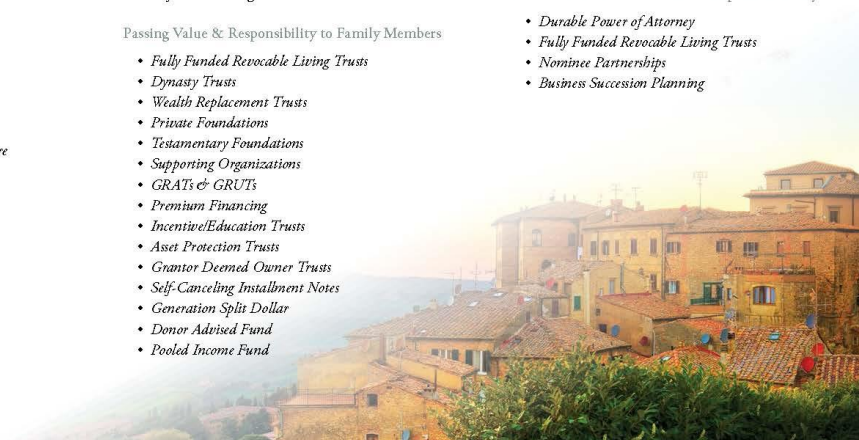 re
Passing Value & Responsibility to Family Members
• Fully Funded Revocable Living Trusts
• Dynasty Trusts
• Wealth Replacement Trusts
• Private Foundations
• Testamentary Foundations
• Supporting Organizations
• GRATs & GRUTs
• Premium Financing
• Incentive/Education Trusts
• Asset Protection Trusts
• Grantor Deemed Owner Trusts
• Self-Canceling Installment Notes
• Generation Split Dollar
• Donor Advised Fund
• Pooled Income Fund
• Durable Power of Attorney
• Fully Funded Revocable Living Trusts
• Nominee Partnerships
• Business Succession Planning